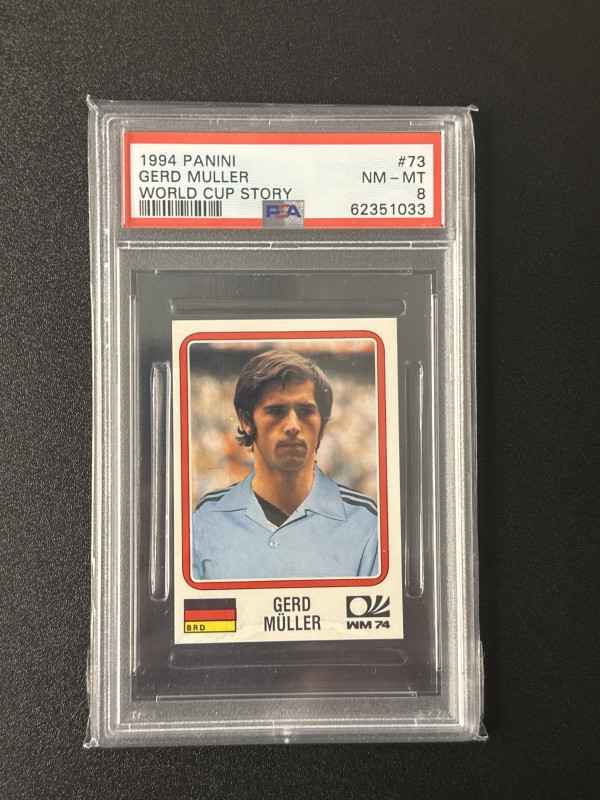 1994 PANINI #73
GERD MULLER NM - MT
WORLD CUP STORY 8
PSA 62351033
BRD
GERD
MÜLLER
WM 74